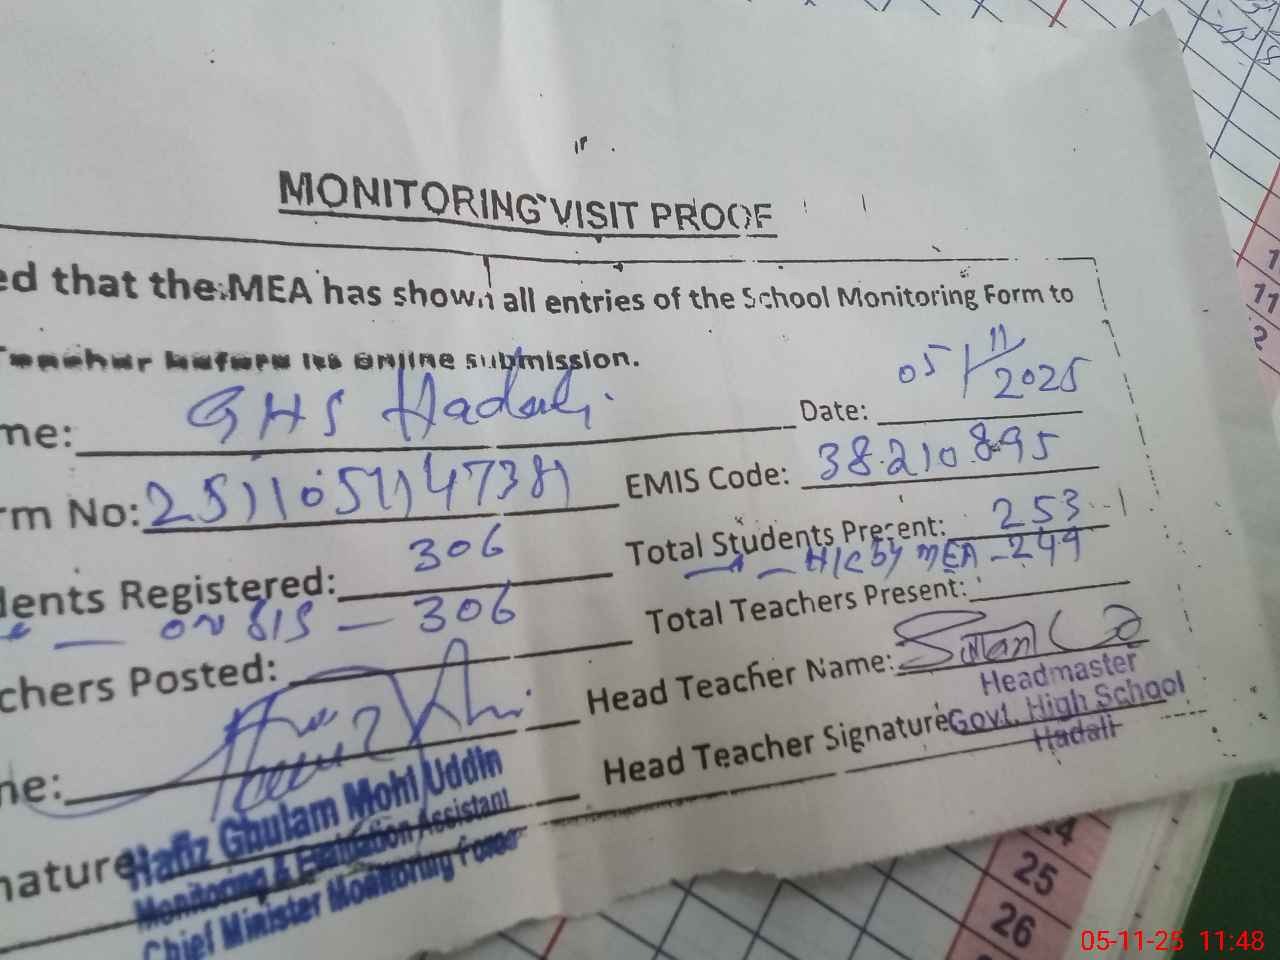 MONITORING VISIT PROOF
ed that the MEA has shown all entries of the School Monitoring Form to
Teacher before its online submission.
me: GHS Hadali. Date: 05/11/2025
rm No: EMIS Code: 38210895
dents Registered: 306 Total Students Present: 253
on SIS — 306 — H/C by MEA - 249
chers Posted: Total Teachers Present:
Head Teacher Name:
Headmaster
ne: Head Teacher Signature Govt. High School
Hadali
nature Hafiz Ghulam Mohi Uddin
Monitoring & Evaluation Assistant
Chief Minister Monitoring Force
11
2
25
26
05-11-25 11:48